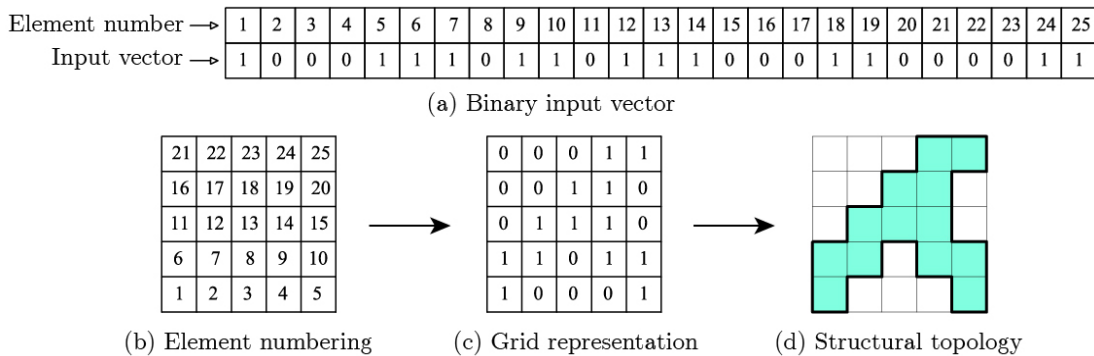 Element number 1 2 3 4 5 6 7 8 9 10 11 12 13 14 15 16 17 18 19 20 21 22 23 24 25
Input vector 1 0 0 0 1 1 1 0 1 1 0 1 1 1 0 0 0 1 1 0 0 0 0 1 1
(a) Binary input vector
21 22 23 24 25
16 17 18 19 20
11 12 13 14 15
6 7 8 9 10
1 2 3 4 5
(b) Element numbering
0 0 0 1 1
0 0 1 1 0
0 1 1 1 0
1 1 0 1 1
1 0 0 0 1
(c) Grid representation
(d) Structural topology